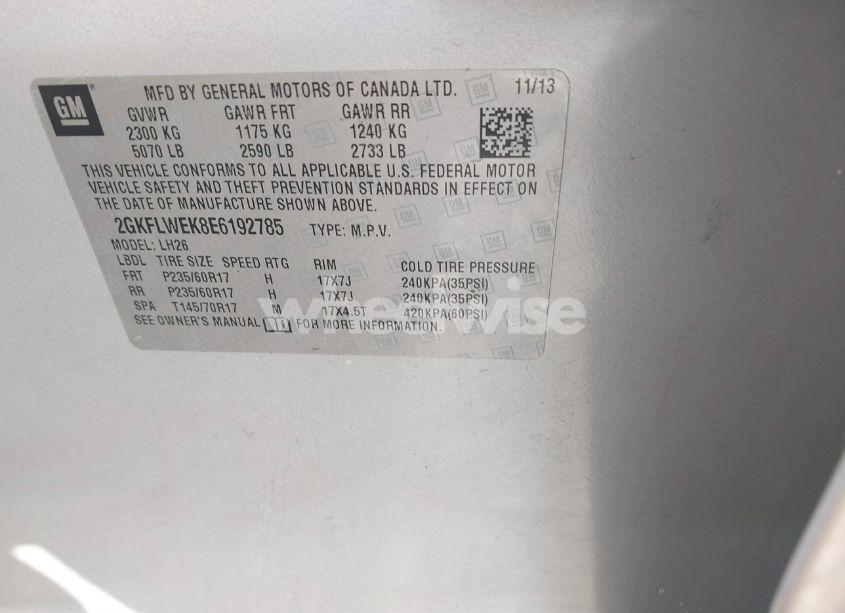 GM
MFD BY GENERAL MOTORS OF CANADA LTD. 11/13
GVWR GAWR FRT GAWR RR
2300 KG 1175 KG 1240 KG
5070 LB 2590 LB 2733 LB
THIS VEHICLE CONFORMS TO ALL APPLICABLE U.S. FEDERAL MOTOR
VEHICLE SAFETY AND THEFT PREVENTION STANDARDS IN EFFECT ON
THE DATE OF MANUFACTURE SHOWN ABOVE.
2GKFLWEK8E6192785 TYPE: M.P.V.
MODEL: LH26
LBDL TIRE SIZE SPEED RTG RIM COLD TIRE PRESSURE
FRT P235/60R17 H 17X7J 240KPA(35PSI)
RR P235/60R17 H 17X7J 240KPA(35PSI)
SPA T145/70R17 M 17X4.5T 420KPA(60PSI)
SEE OWNER'S MANUAL FOR MORE INFORMATION.
wheelwise